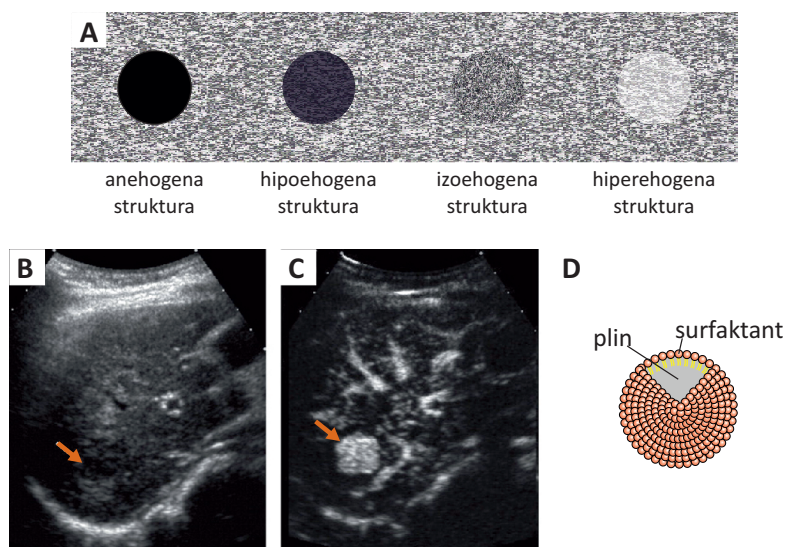 A
anehogena
struktura
hipoehogena
struktura
izoehogena
struktura
hiperehogena
struktura
B
C
D
plin
surfaktant